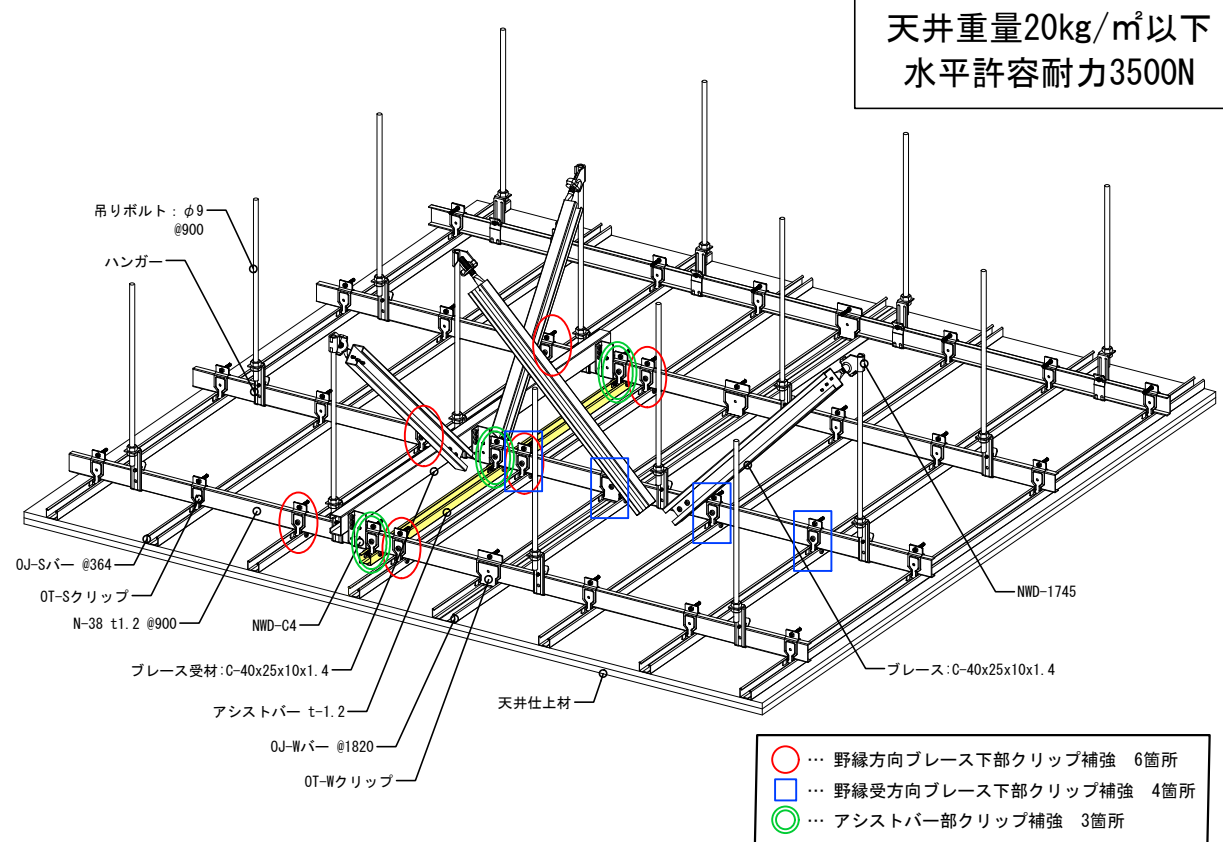 天井重量20kg/㎡以下
水平許容耐力3500N
吊りボルト：φ9
@900
ハンガー
OJ-Sバー @364
OT-Sクリップ
N-38 t1.2 @900
NWD-C4
ブレース受材:C-40x25x10x1.4
アシストバー t-1.2
OJ-Wバー @1820
OT-Wクリップ
天井仕上材
NWD-1745
ブレース:C-40x25x10x1.4
… 野縁方向ブレース下部クリップ補強 6箇所
… 野縁受方向ブレース下部クリップ補強 4箇所
… アシストバー部クリップ補強 3箇所